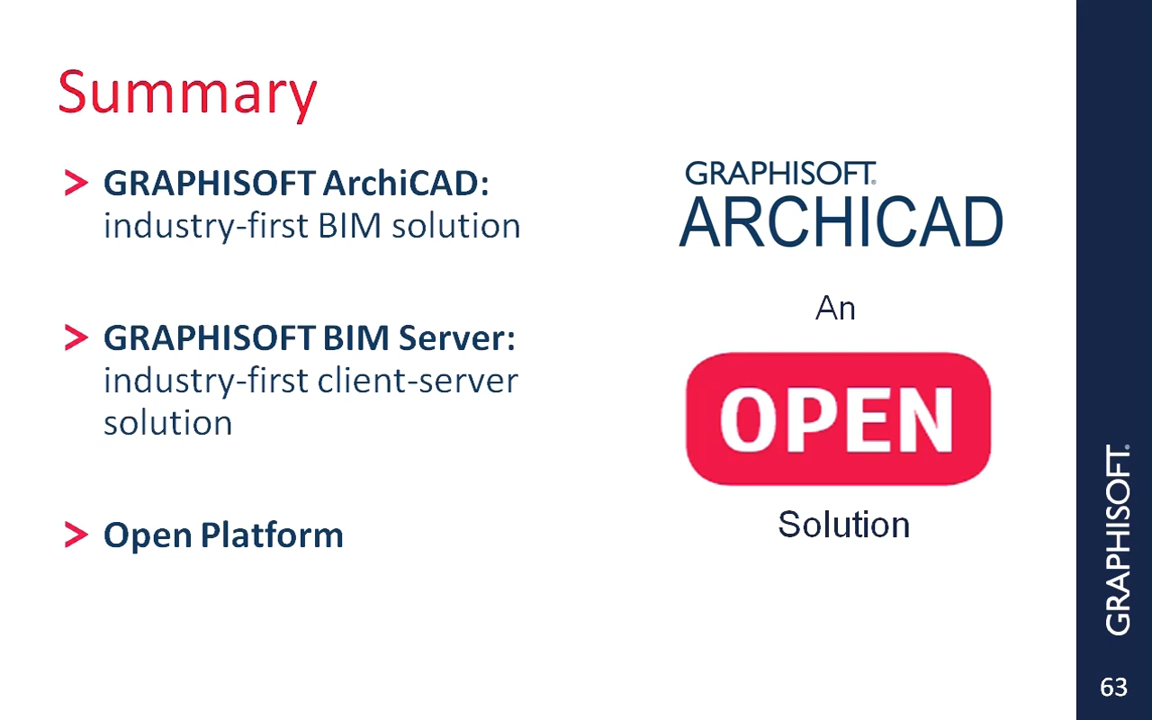 Summary
> GRAPHISOFT ArchiCAD:
industry-first BIM solution
> GRAPHISOFT BIM Server:
industry-first client-server
solution
> Open Platform
GRAPHISOFT®
ARCHICAD
An
OPEN
Solution
GRAPHISOFT®
63